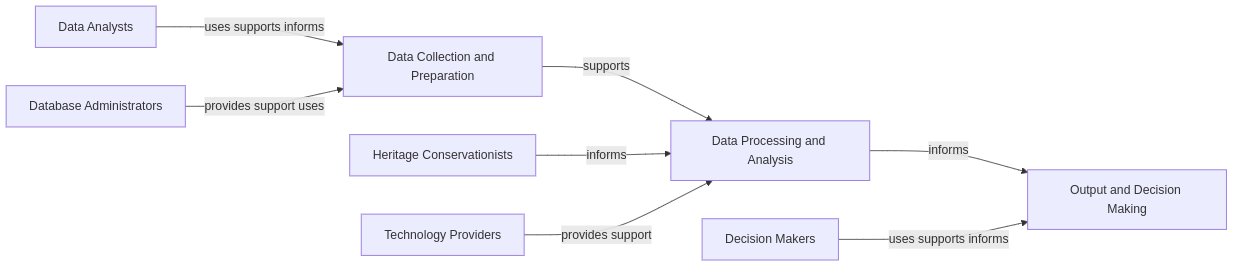 Data Analysts
uses supports informs
Data Collection and
Preparation
supports
Database Administrators
provides support uses
Heritage Conservationists
informs
Data Processing and
Analysis
informs
Technology Providers
provides support
Output and Decision
Making
Decision Makers
uses supports informs